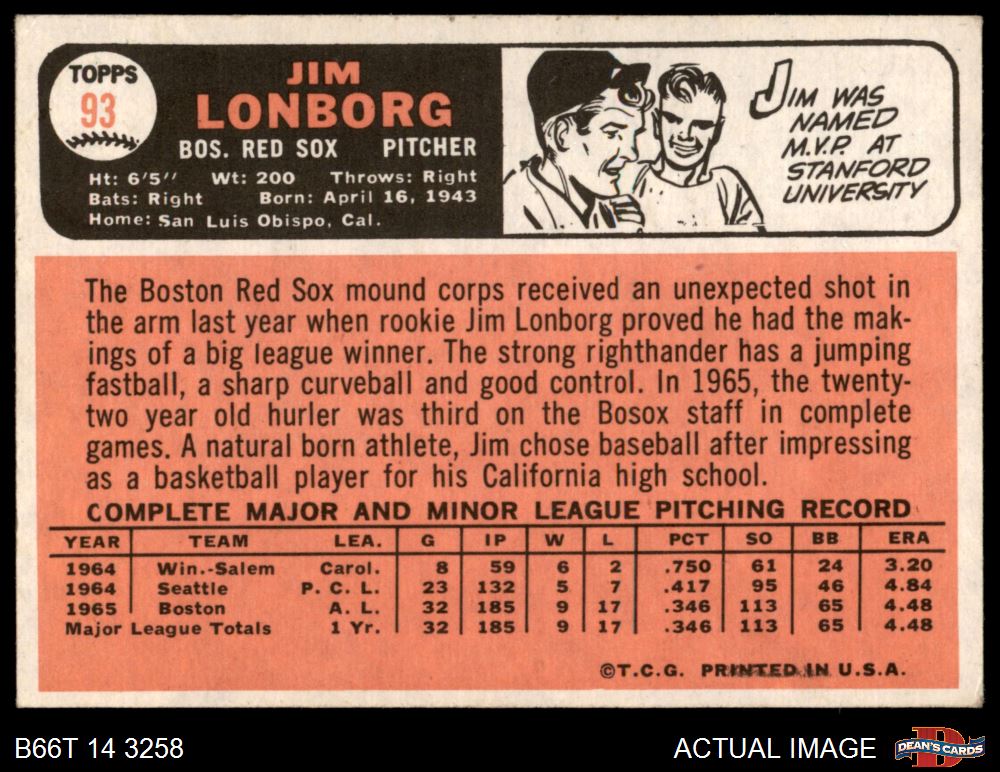 TOPPS
93
JIM
LONBORG
BOS. RED SOX PITCHER
Ht: 6'5" Wt: 200 Throws: Right
Bats: Right Born: April 16, 1943
Home: San Luis Obispo, Cal.
JIM WAS
NAMED
M.V.P. AT
STANFORD
UNIVERSITY
The Boston Red Sox mound corps received an unexpected shot in
the arm last year when rookie Jim Lonborg proved he had the mak-
ings of a big league winner. The strong righthander has a jumping
fastball, a sharp curveball and good control. In 1965, the twenty-
two year old hurler was third on the Bosox staff in complete
games. A natural born athlete, Jim chose baseball after impressing
as a basketball player for his California high school.
COMPLETE MAJOR AND MINOR LEAGUE PITCHING RECORD
YEAR TEAM LEA. G IP W L PCT SO BB ERA
1964 Win.-Salem Carol. 8 59 6 2 .750 61 24 3.20
1964 Seattle P. C. L. 23 132 5 7 .417 95 46 4.84
1965 Boston A. L. 32 185 9 17 .346 113 65 4.48
Major League Totals 1 Yr. 32 185 9 17 .346 113 65 4.48
©T.C.G. PRINTED IN U.S.A.
B66T 14 3258 ACTUAL IMAGE
DEAN'S CARDS